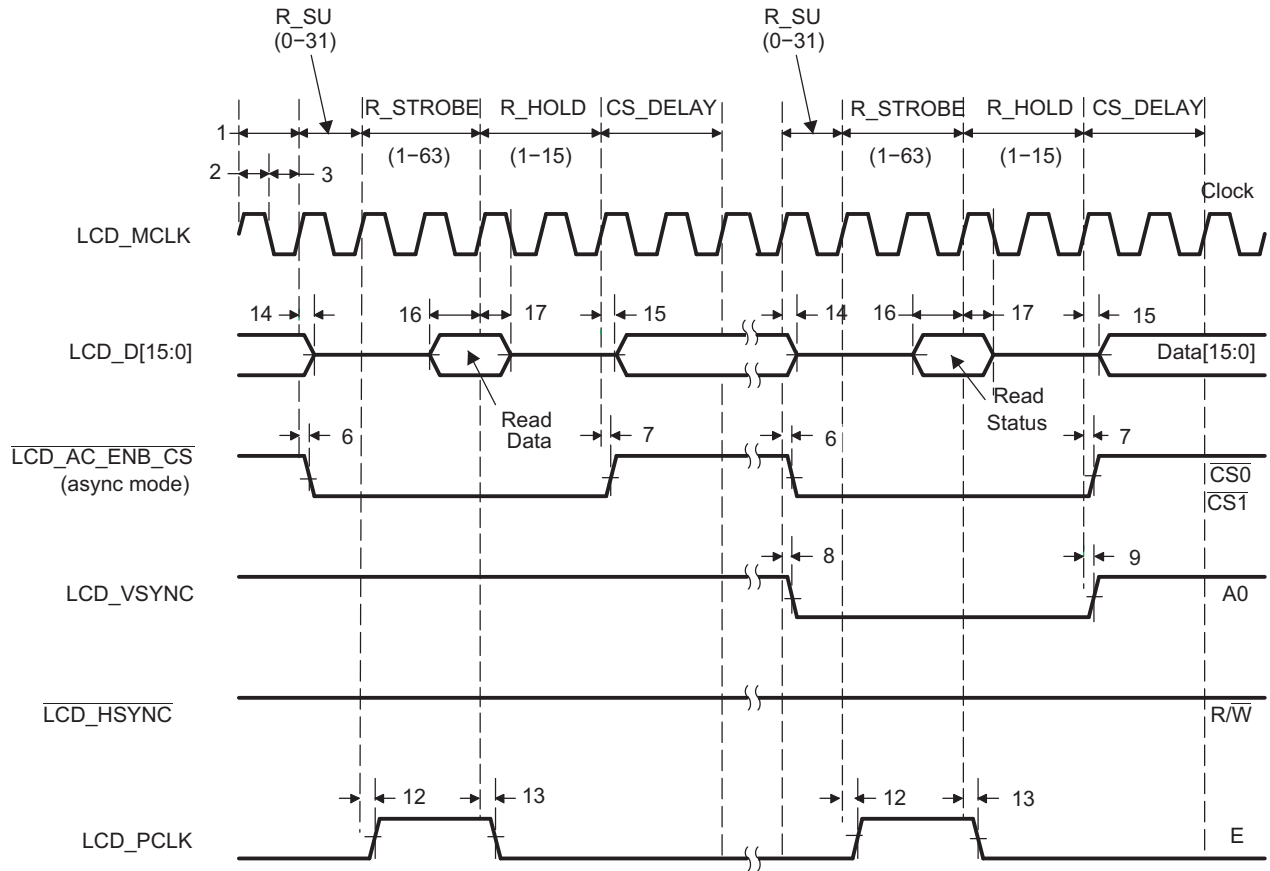 R_SU
(0−31)
R_SU
(0−31)
R_STROBE
R_HOLD
CS_DELAY
R_STROBE
R_HOLD
CS_DELAY
1
(1−63)
(1−15)
(1−63)
(1−15)
2
3
Clock
LCD_MCLK
14
16
17
15
14
16
17
15
LCD_D[15:0]
Data[15:0]
Read
Data
Read
Status
6
7
6
7
LCD_AC_ENB_CS
(async mode)
CS0
CS1
8
9
LCD_VSYNC
A0
LCD_HSYNC
R/W
12
13
12
13
LCD_PCLK
E